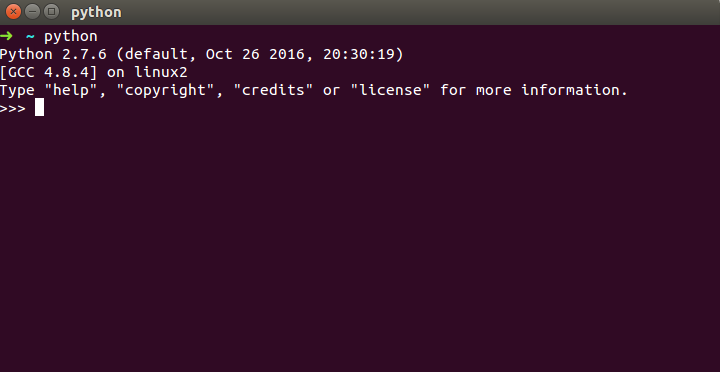 python
➜ ~ python
Python 2.7.6 (default, Oct 26 2016, 20:30:19)
[GCC 4.8.4] on linux2
Type "help", "copyright", "credits" or "license" for more information.
>>>